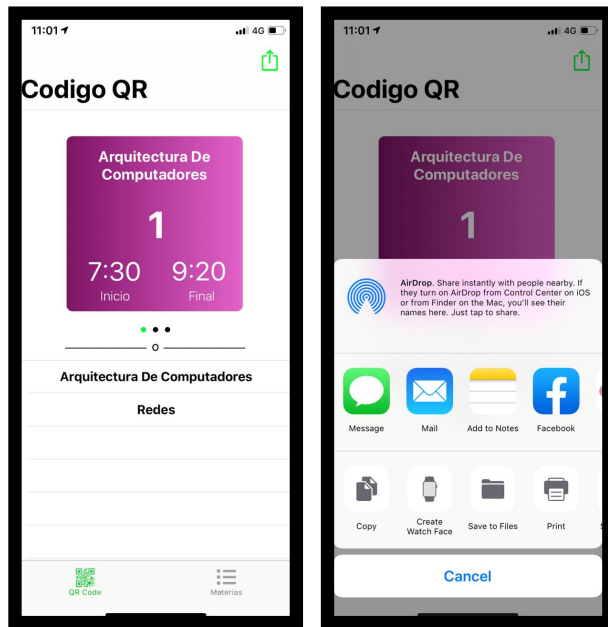 11:01
4G
Codigo QR
Arquitectura De
Computadores
1
7:30 9:20
Inicio Final
o
Arquitectura De Computadores
Redes
QR Code Materias
11:01
4G
Codigo QR
Arquitectura De
Computadores
1
AirDrop. Share instantly with people nearby. If
they turn on AirDrop from Control Center on iOS
or from Finder on the Mac, you'll see their
names here. Just tap to share.
Message Mail Add to Notes Facebook
Copy Create
Watch Face Save to Files Print
Cancel